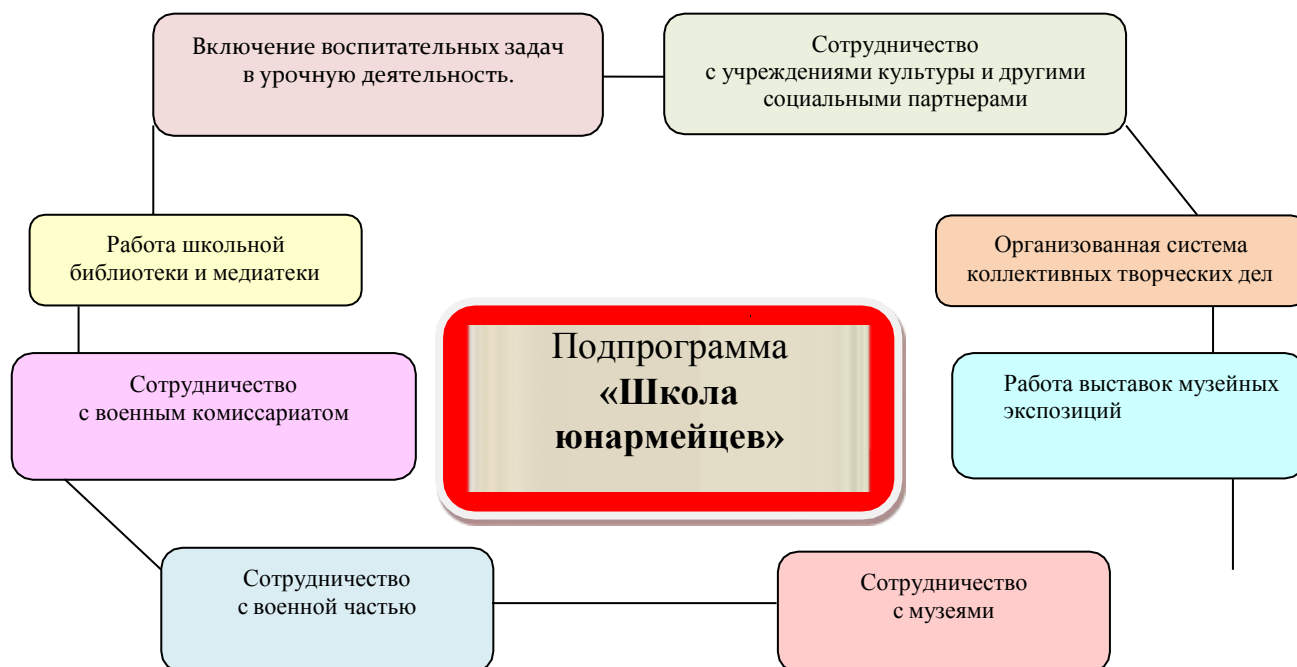 Включение воспитательных задач
в урочную деятельность.
Сотрудничество
с учреждениями культуры и другими
социальными партнерами
Работа школьной
библиотеки и медиатеки
Организованная система
коллективных творческих дел
Подпрограмма
«Школа
юнармейцев»
Сотрудничество
с военным комиссариатом
Работа выставок музейных
экспозиций
Сотрудничество
с военной частью
Сотрудничество
с музеями